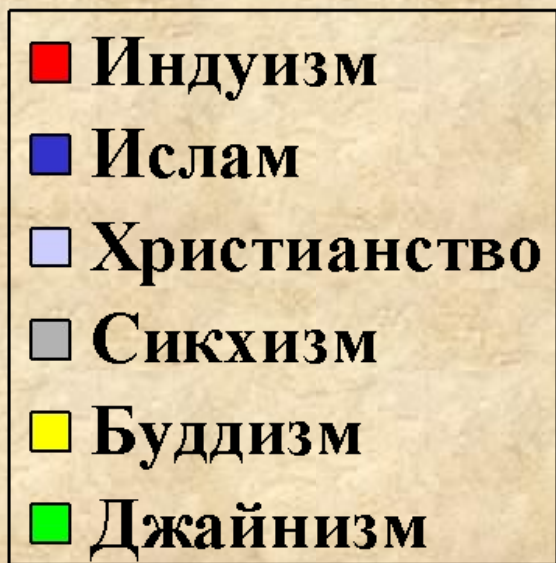 Индуизм
Ислам
Христианство
Сикхизм
Буддизм
Джайнизм